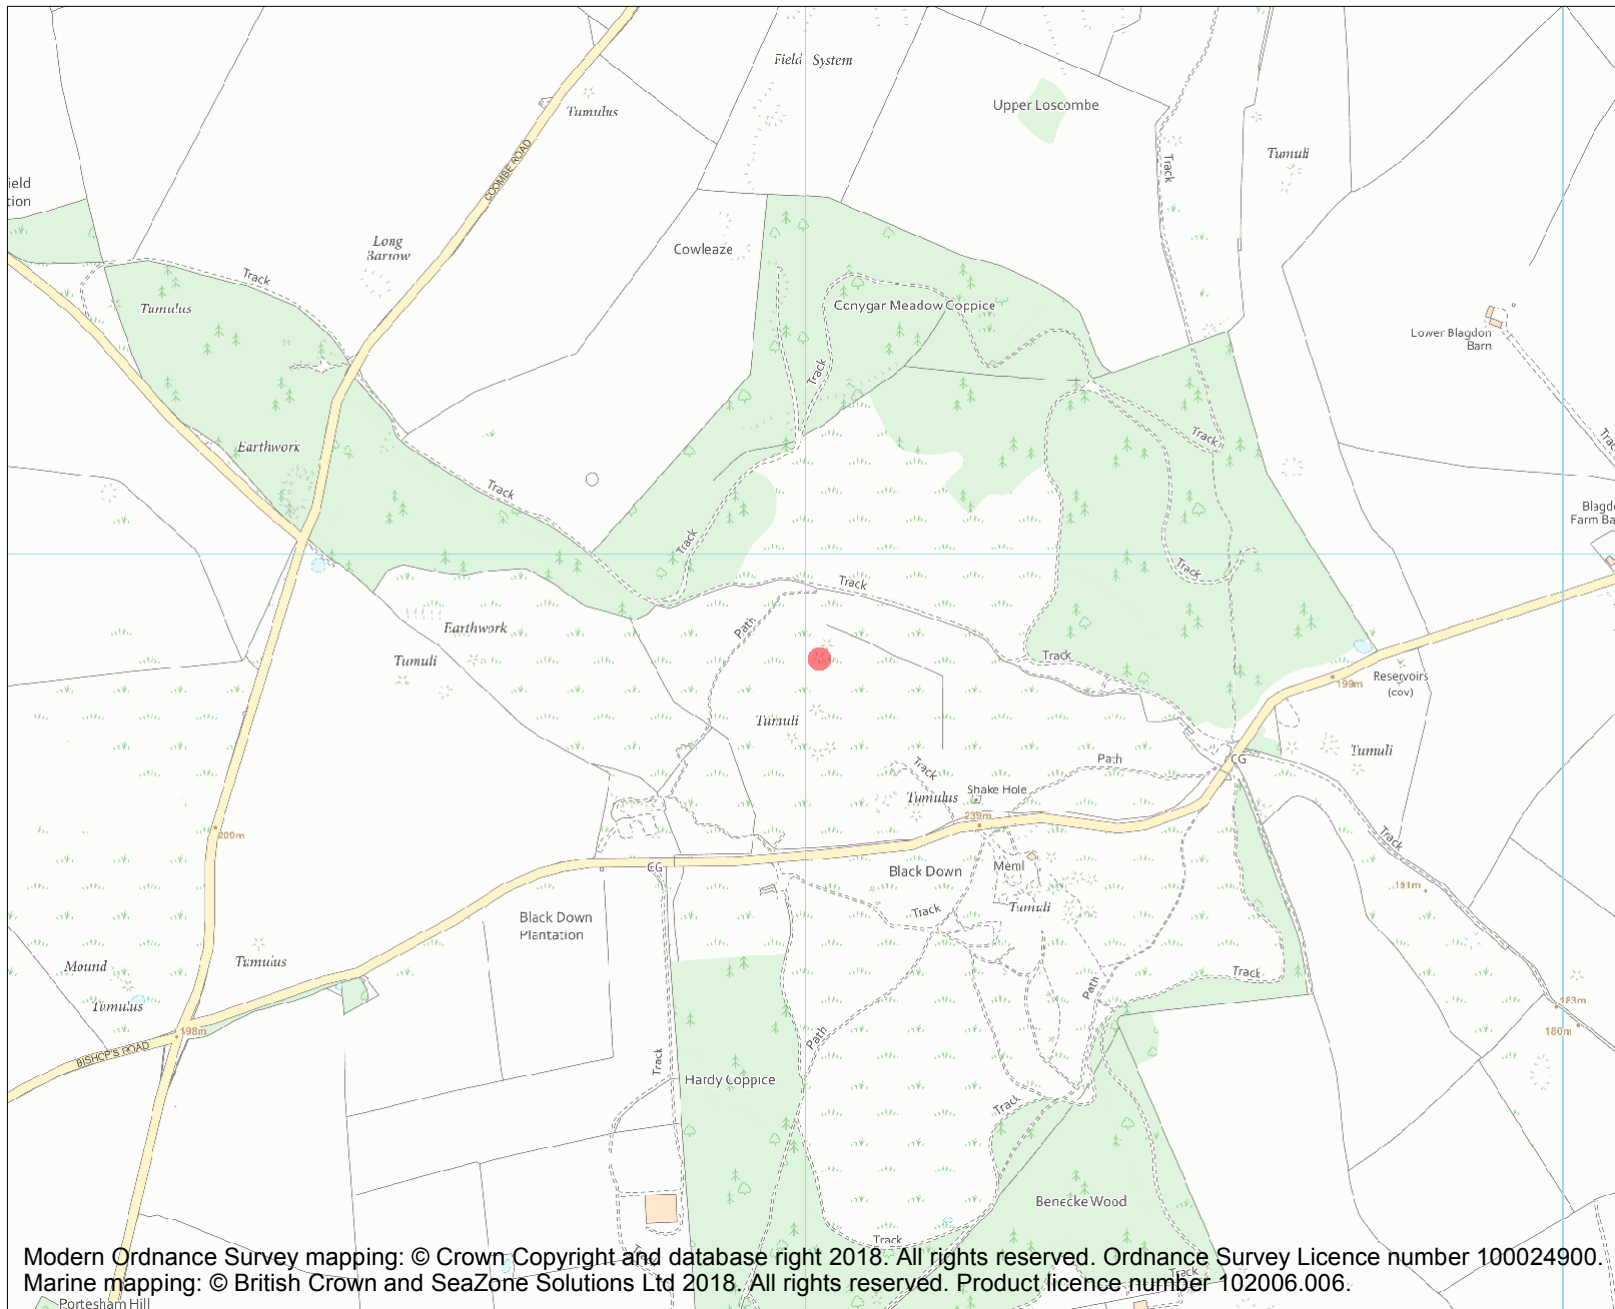 Field System
Upper Loscombe
Tumulus
COOMBE ROAD
Track
Tumuli
ield
tion
Long
Barrow
Cowleaze
Track
Tumulus
Conygar Meadow Coppice
Lower Blagdon
Barn
Track
Track
Earthwork
Track
Blagd
Farm Ba
Track
Track
Track
Path
Earthwork
Tumuli
Track
Reservoirs
(cov)
199m
Tumuli
Tumuli
CG
Path
Track
Shake Hole
Tumulus
239m
209m
Track
CG
Meml
Black Down
191m
Tumuli
Track
Black Down
Plantation
Tumulus
Mound
Track
Path
Tumulus
183m
180m
198m
BISHOP'S ROAD
Path
Track
Hardy Coppice
Track
Benecke Wood
Track
Track
Track
Modern Ordnance Survey mapping: © Crown Copyright and database right 2018. All rights reserved. Ordnance Survey Licence number 100024900.
Marine mapping: © British Crown and SeaZone Solutions Ltd 2018. All rights reserved. Product licence number 102006.006.
Portesham Hill